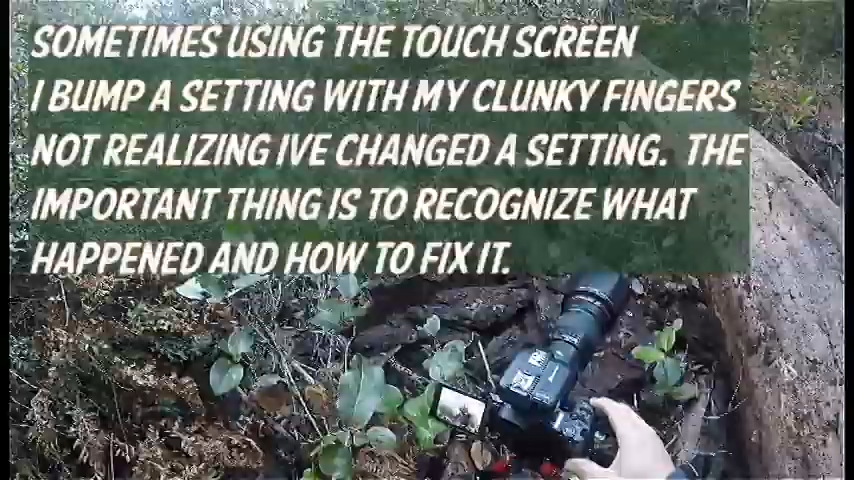 SOMETIMES USING THE TOUCH SCREEN
I BUMP A SETTING WITH MY CLUNKY FINGERS
NOT REALIZING IVE CHANGED A SETTING. THE
IMPORTANT THING IS TO RECOGNIZE WHAT
HAPPENED AND HOW TO FIX IT.